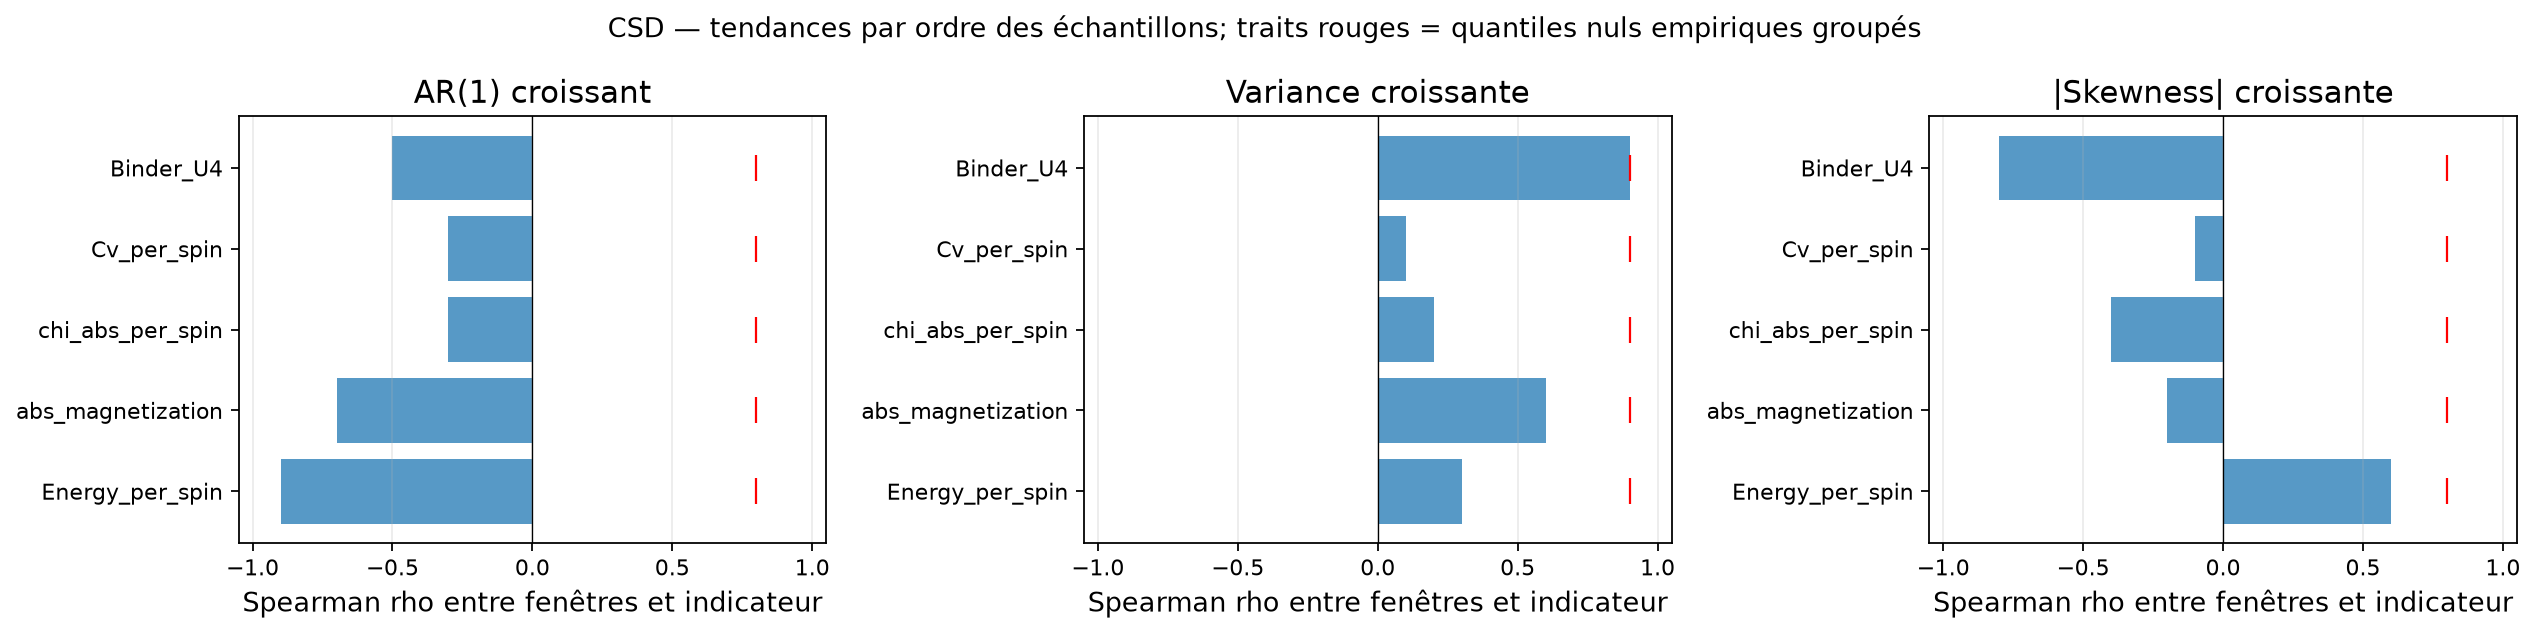 CSD — tendances par ordre des échantillons; traits rouges = quantiles nuls empiriques groupés
AR(1) croissant
Binder_U4
Cv_per_spin
chi_abs_per_spin
abs_magnetization
Energy_per_spin
−1.0 −0.5 0.0 0.5 1.0
Spearman rho entre fenêtres et indicateur
Variance croissante
Binder_U4
Cv_per_spin
chi_abs_per_spin
abs_magnetization
Energy_per_spin
−1.0 −0.5 0.0 0.5 1.0
Spearman rho entre fenêtres et indicateur
|Skewness| croissante
Binder_U4
Cv_per_spin
chi_abs_per_spin
abs_magnetization
Energy_per_spin
−1.0 −0.5 0.0 0.5 1.0
Spearman rho entre fenêtres et indicateur